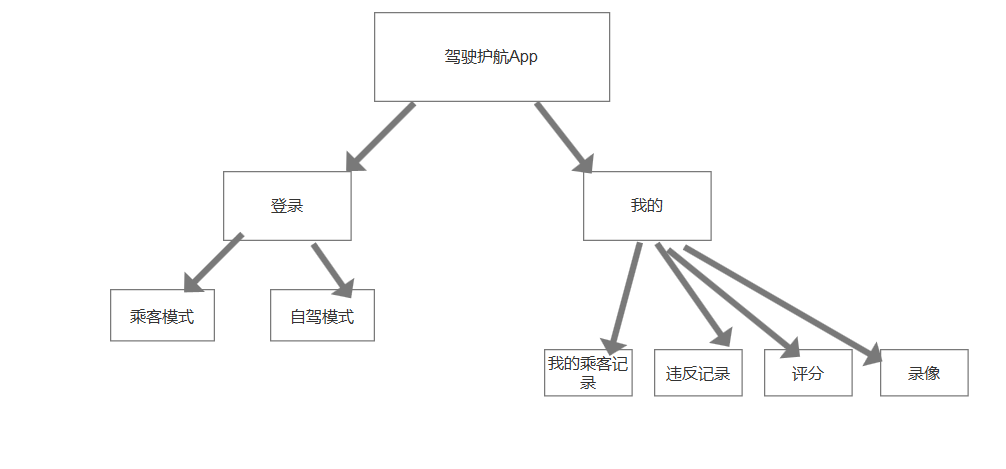 驾驶护航App
登录
我的
乘客模式
自驾模式
我的乘客记
录
违反记录
评分
录像